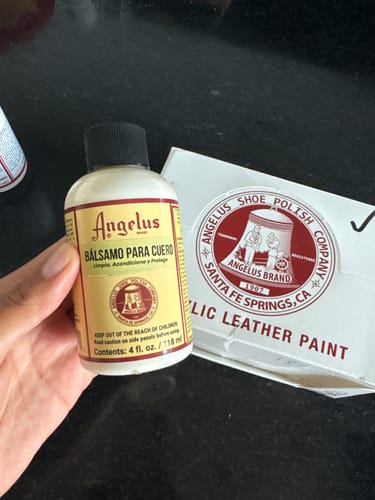 Angelus
BRAND
BÁLSAMO PARA CUERO
Limpia, Acondiciona y Protege
KEEP OUT OF THE REACH OF CHILDREN.
Read caution on side panels before using.
Contents: 4 fl. oz. / 118 ml
ANGELUS SHOE POLISH COMPANY
ANGELUS BRAND
1907
SANTA FE SPRINGS, CA
LIC LEATHER PAINT